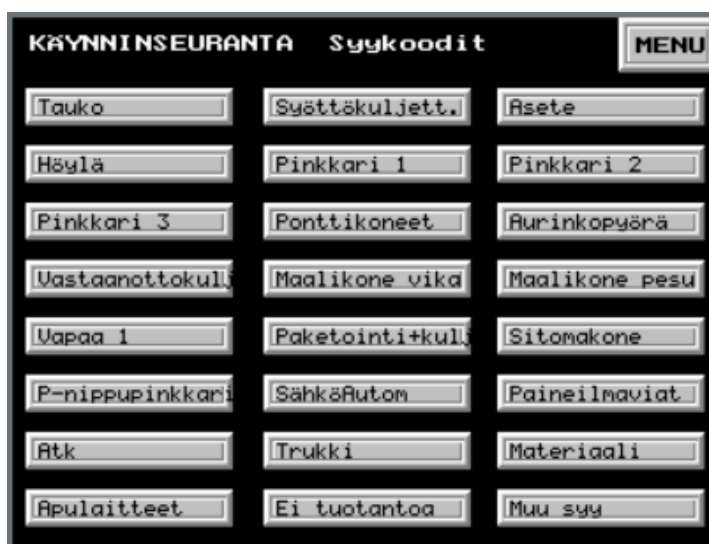 KÄYNNINSEURANTA Syykoodit MENU
Tauko Syöttökuljett. Asete
Höylä Pinkkari 1 Pinkkari 2
Pinkkari 3 Ponttikoneet Aurinkopyörä
Vastaanottokulj Maalikone vika Maalikone pesu
Vapaa 1 Paketointi+kulj Sitomakone
P-nippupinkkari SähköAutom Paineilmaviat
Atk Trukki Materiaali
Apulaitteet Ei tuotantoa Muu syy